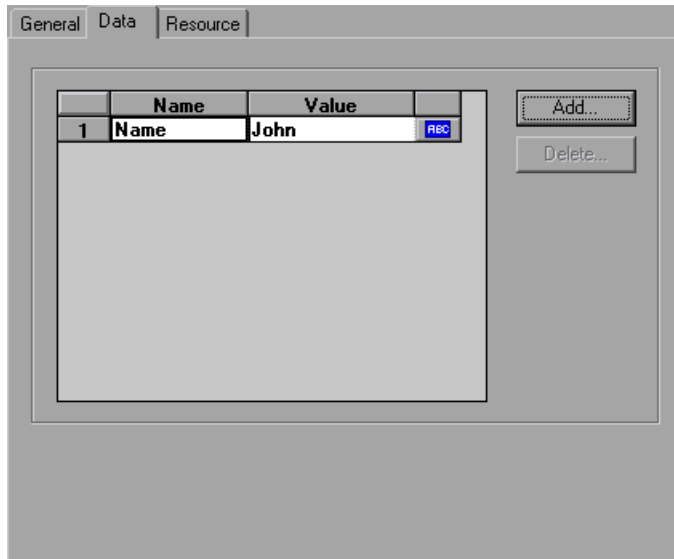 General Data Resource
Name Value
1 Name John ABC
Add...
Delete...